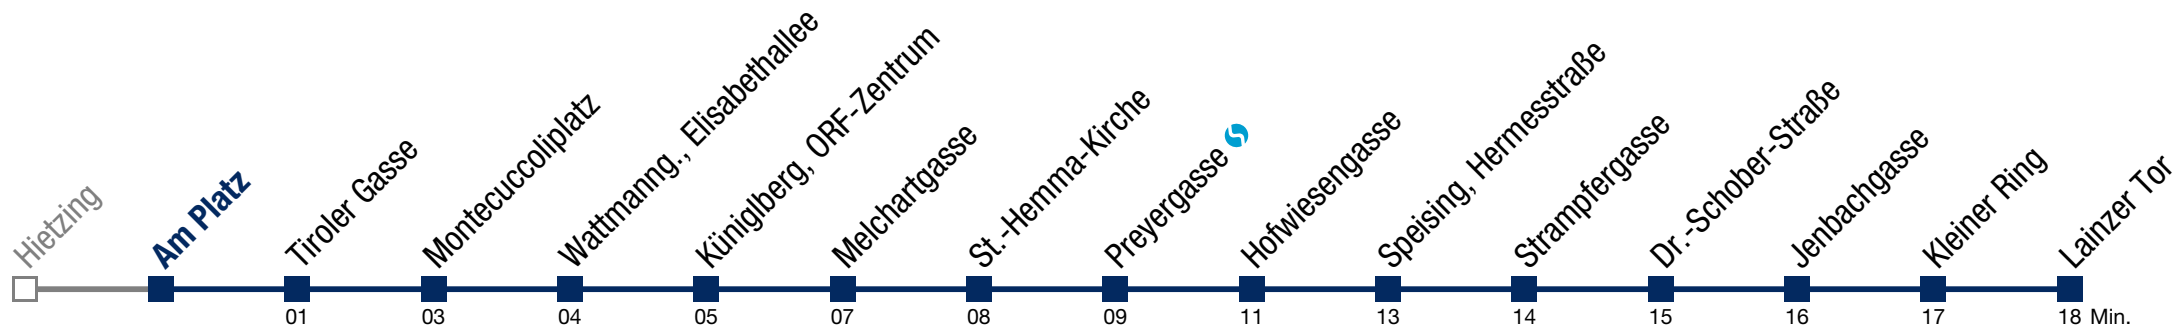 Hietzing
Am Platz
Tiroler Gasse
Montecuccoliplatz
Wattmanng., Elisabethallee
Küniglberg, ORF-Zentrum
Melchartgasse
St.-Hemma-Kirche
Preyergasse
Hofwiesengasse
Speising, Hermesstraße
Strampfergasse
Dr.-Schober-Straße
Jenbachgasse
Kleiner Ring
Lainzer Tor
01 03 04 05 07 08 09 11 13 14 15 16 17 18 Min.